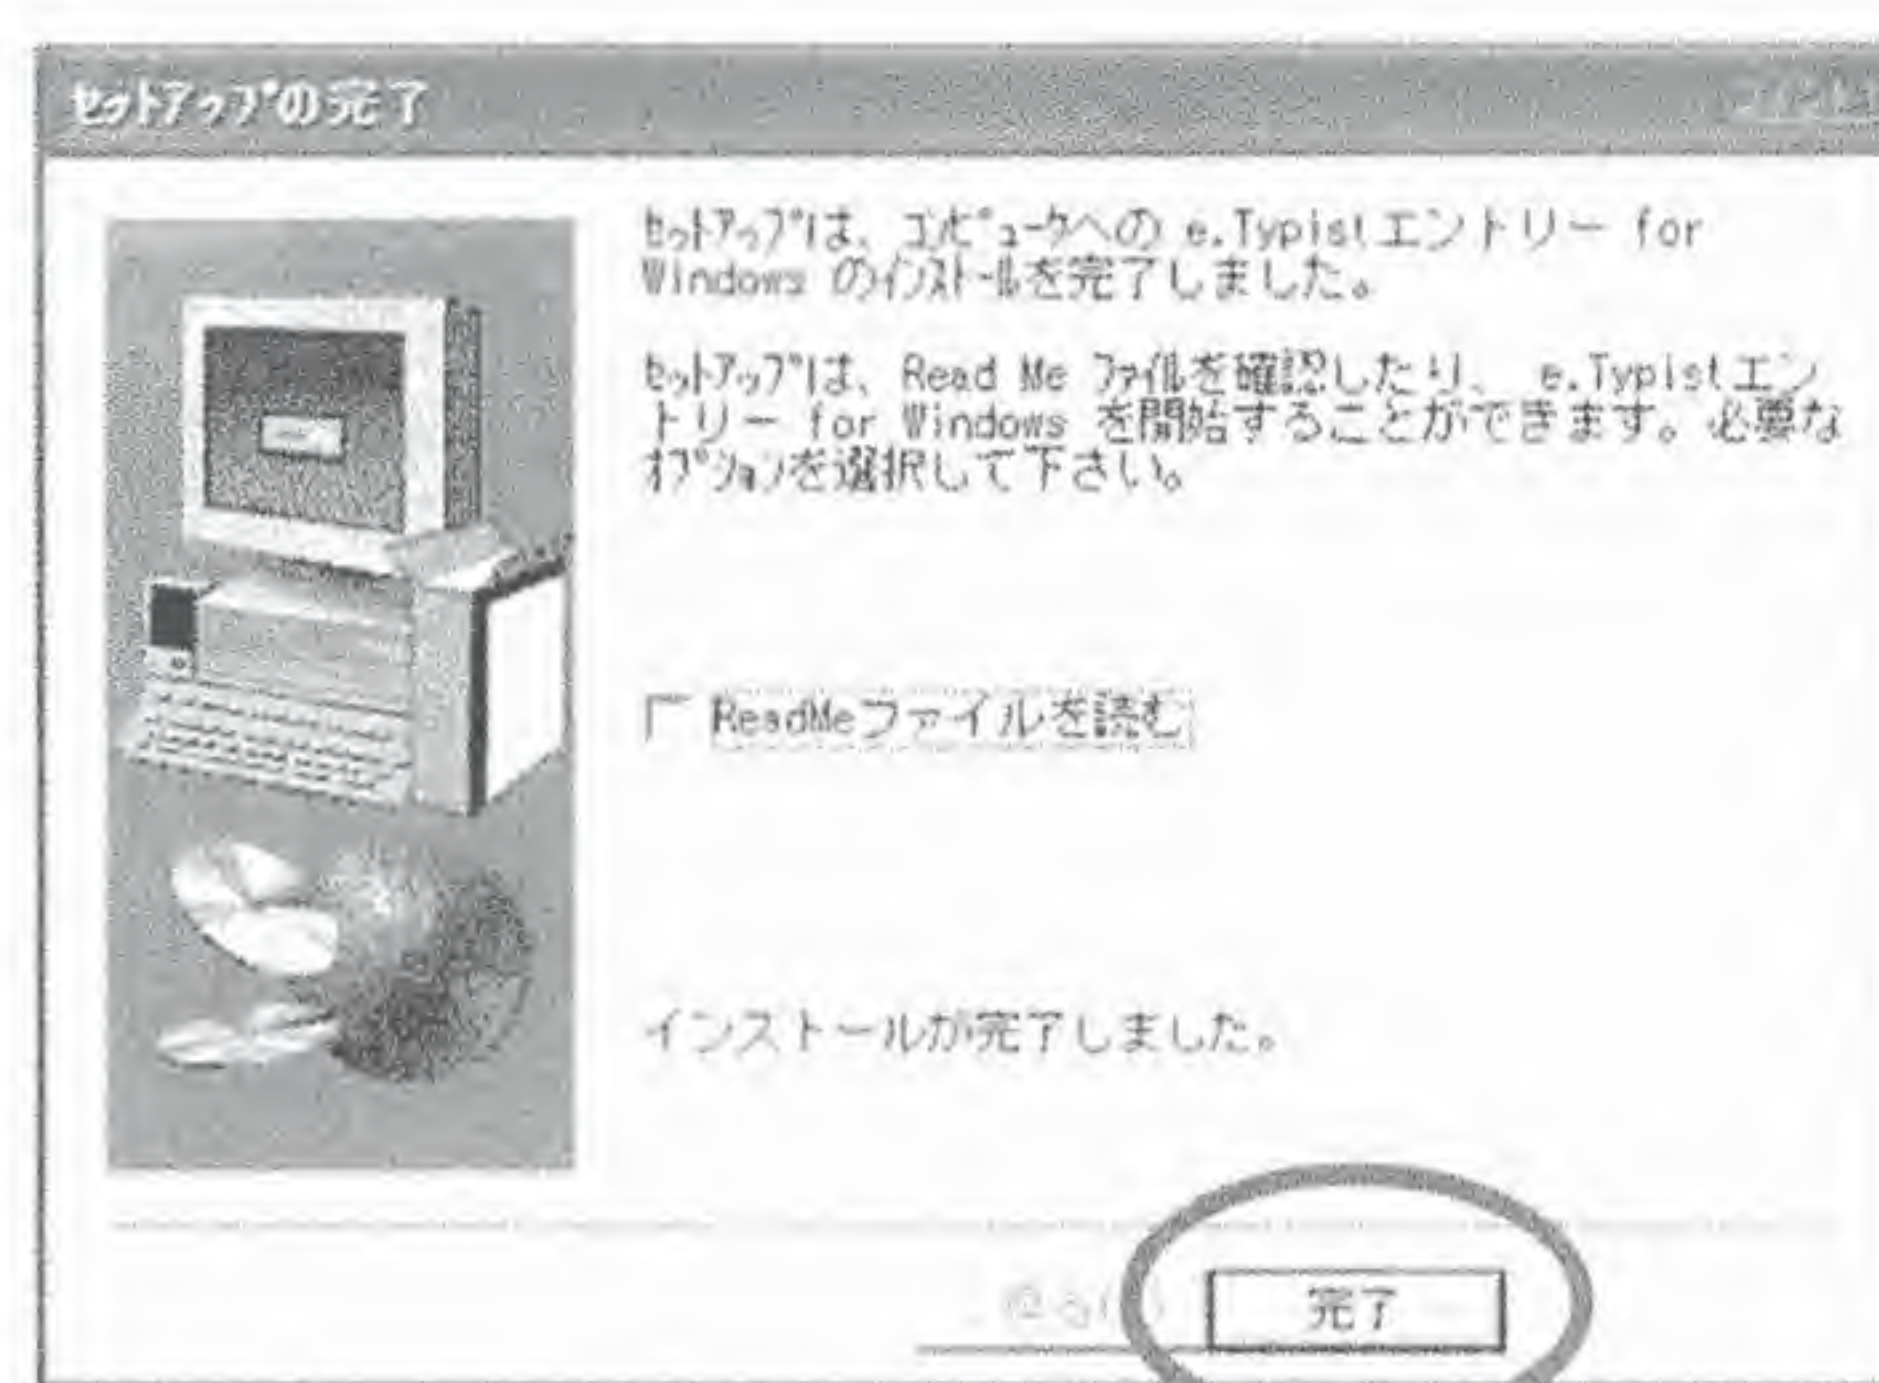 ｾｯﾄｱｯﾌﾟの完了
ｾｯﾄｱｯﾌﾟは、ｺﾝﾋﾟｭｰﾀへの e.Typistエントリー for
Windows のｲﾝｽﾄｰﾙを完了しました。
ｾｯﾄｱｯﾌﾟは、Read Me ﾌｧｲﾙを確認したり、 e.Typistエン
トリー for Windows を開始することができます。必要な
ｵﾌﾟｼｮﾝを選択して下さい。
ReadMeファイルを読む
インストールが完了しました。
完了